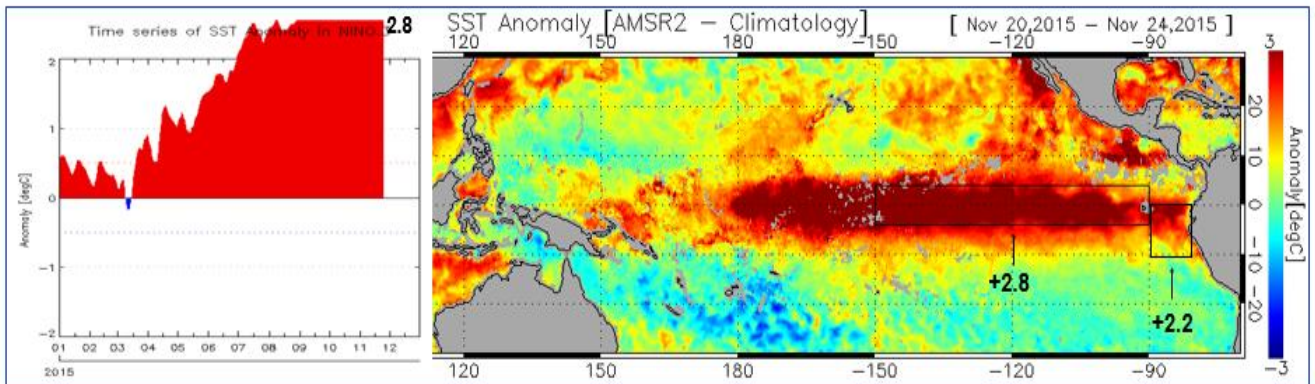 Time series of SST Anomaly in NINO.3
2.8
2
1
0
-1
-2
Anomaly [degC]
01 02 03 04 05 06 07 08 09 10 11 12
2015
SST Anomaly [AMSR2 - Climatology]
[ Nov 20,2015 - Nov 24,2015 ]
120 150 180 -150 -120 -90
20
10
0
-10
-20
+2.8
+2.2
120 150 180 -150 -120 -90
3
Anomaly[degC]
-3